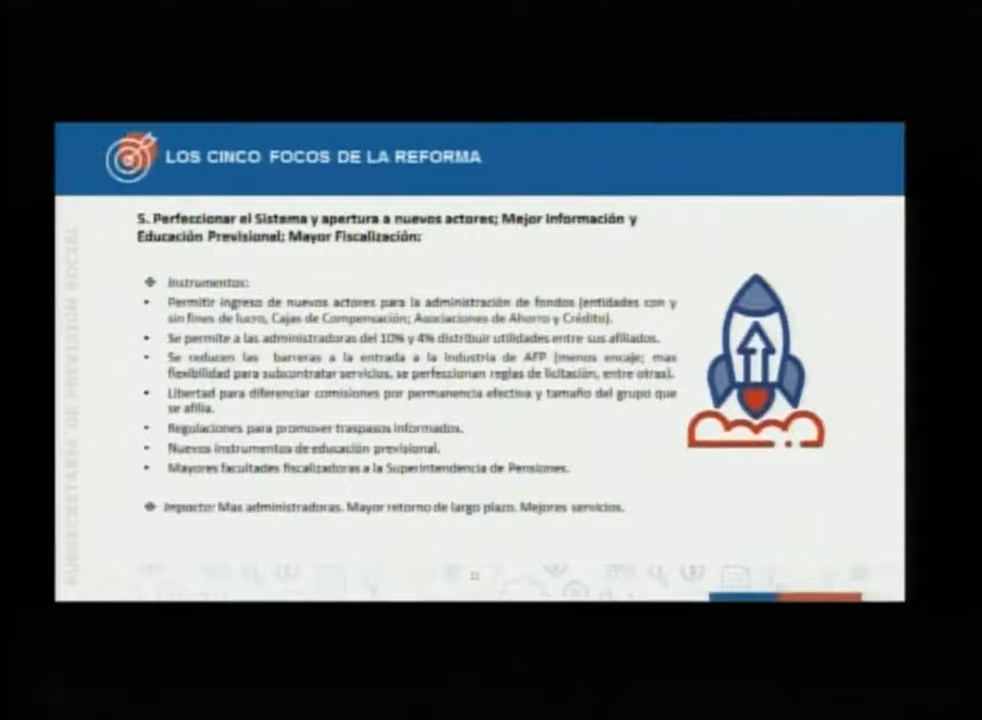 LOS CINCO FOCOS DE LA REFORMA
5. Perfeccionar el Sistema y apertura a nuevos actores; Mejor Información y
Educación Previsional; Mayor Fiscalización:
Instrumentos:
Permitir ingreso de nuevos actores para la administración de fondos (entidades con y
sin fines de lucro, Cajas de Compensación; Asociaciones de Ahorro y Crédito).
Se permite a las administradoras del 10% y 4% distribuir utilidades entre sus afiliados.
Se reducen las barreras a la entrada a la industria de AFP (menos encaje; mas
flexibilidad para subcontratar servicios, se perfeccionan reglas de licitación, entre otras).
Libertad para diferenciar comisiones por permanencia efectiva y tamaño del grupo que
se afilia.
Regulaciones para promover traspasos informados.
Nuevos instrumentos de educación previsional.
Mayores facultades fiscalizadoras a la Superintendencia de Pensiones.
Impacto: Mas administradoras. Mayor retorno de largo plazo. Mejores servicios.
SUBSECRETARIA DE PREVISIÓN SOCIAL